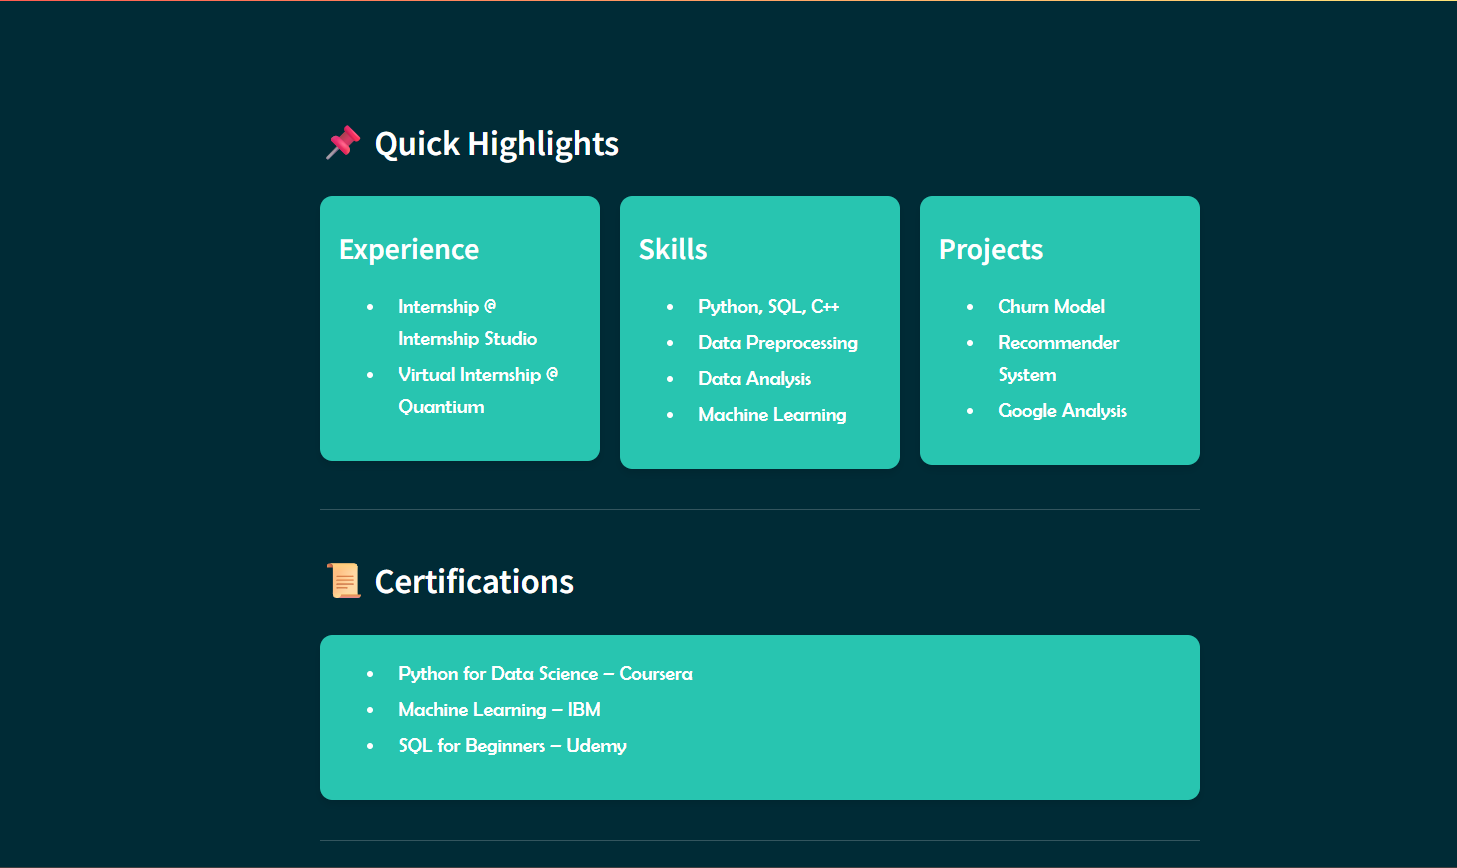 Quick Highlights
Experience
• Internship @
Internship Studio
• Virtual Internship @
Quantium
Skills
• Python, SQL, C++
• Data Preprocessing
• Data Analysis
• Machine Learning
Projects
• Churn Model
• Recommender
System
• Google Analysis
Certifications
• Python for Data Science – Coursera
• Machine Learning – IBM
• SQL for Beginners – Udemy